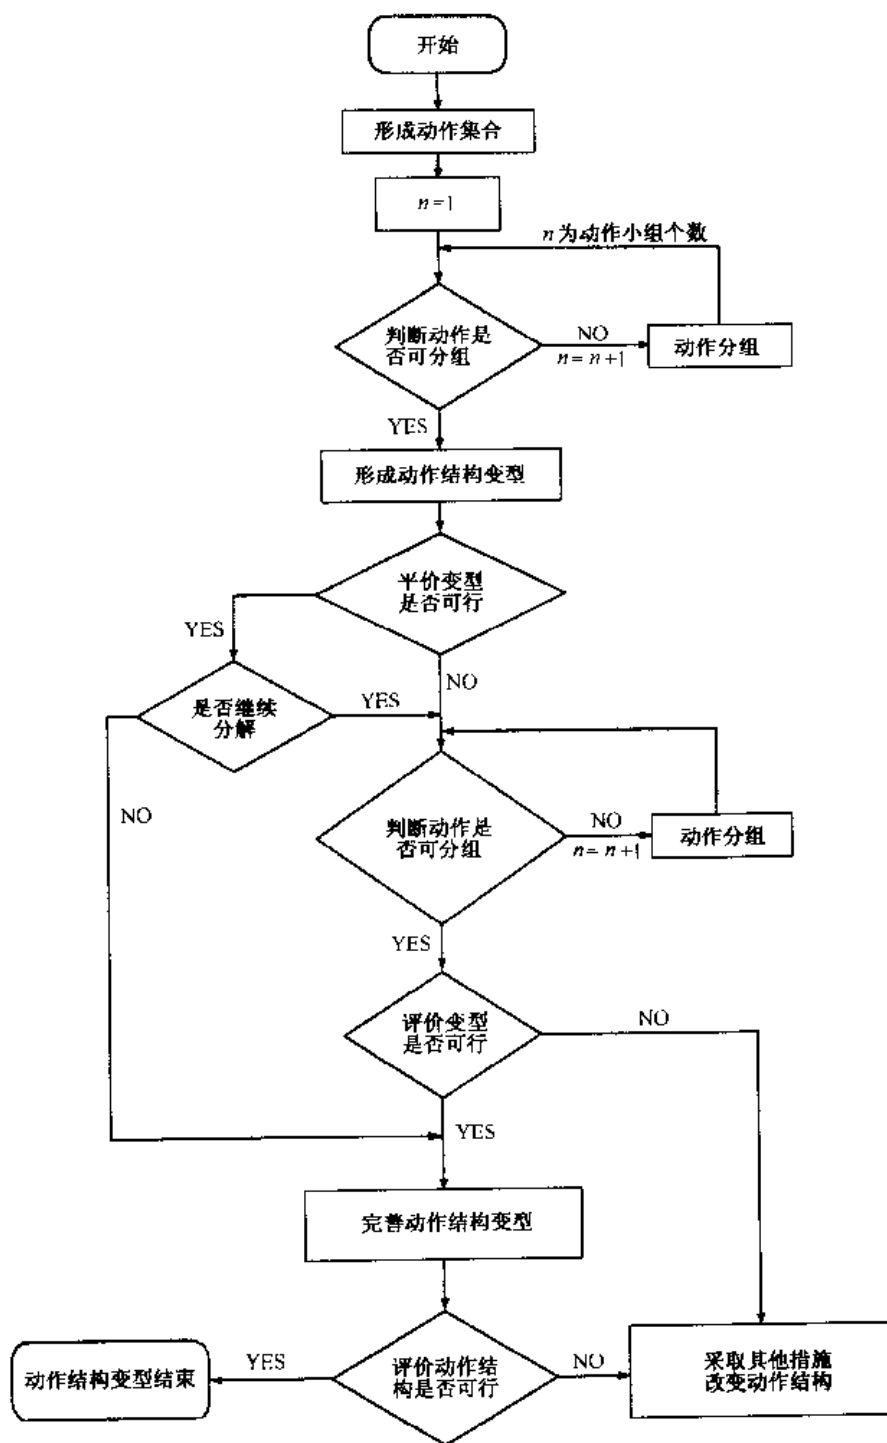 开始
形成动作集合
n=1
n为动作小组个数
判断动作是
否可分组
NO
n= n+1
动作分组
YES
形成动作结构变型
平价变型
是否可行
YES
NO
是否继续
分解
YES
NO
判断动作是
否可分组
NO
n= n+1
动作分组
YES
评价变型
是否可行
NO
YES
完善动作结构变型
动作结构变型结束
YES
评价动作结
构是否可行
NO
采取其他措施
改变动作结构